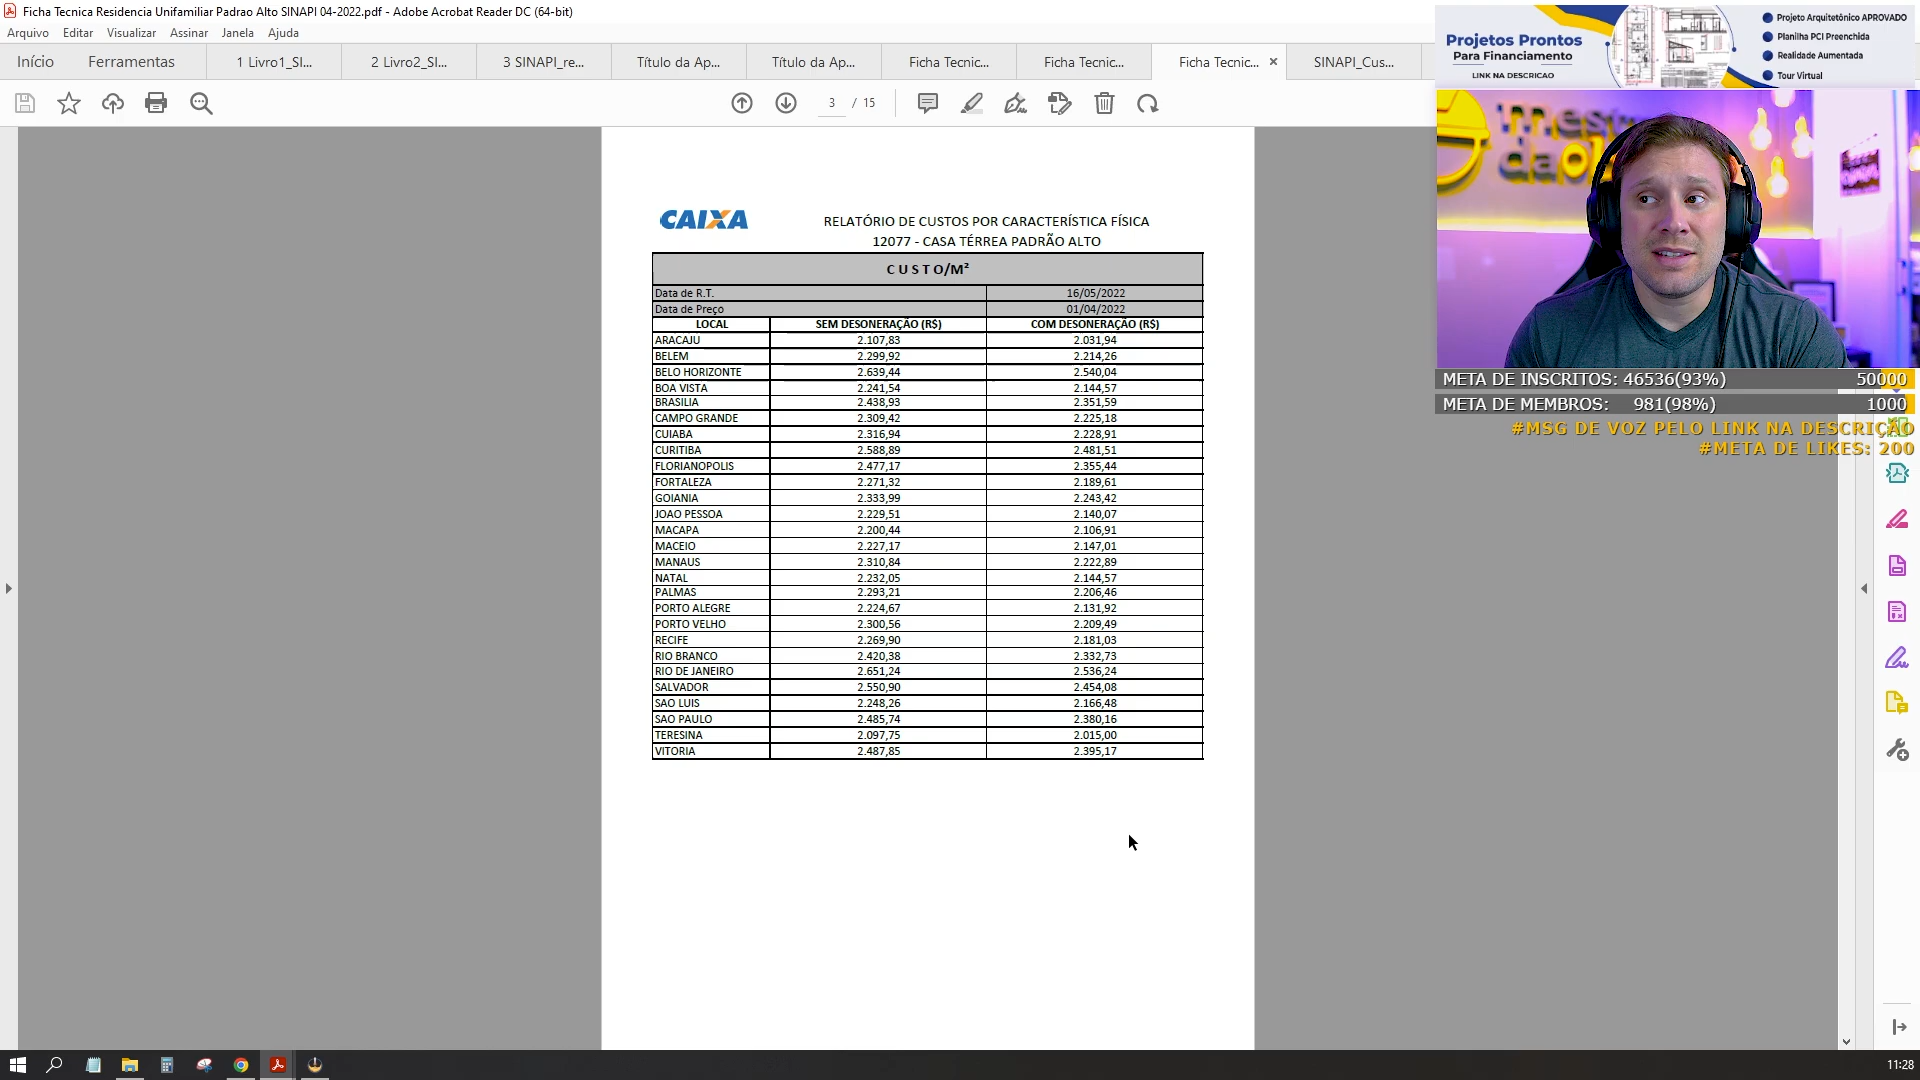 Ficha Tecnica Residencia Unifamiliar Padrao Alto SINAPI 04-2022.pdf - Adobe Acrobat Reader DC (64-bit)
Arquivo Editar Visualizar Assinar Janela Ajuda
Início Ferramentas 1 Livro1_SI... 2 Livro2_SI... 3 SINAPI_re... Título da Ap... Título da Ap... Ficha Tecnic... Ficha Tecnic... Ficha Tecnic... × SINAPI_Cus...
3 / 15
Projetos Prontos
Para Financiamento
LINK NA DESCRICAO
Projeto Arquitetônico APROVADO
Planilha PCI Preenchida
Realidade Aumentada
Tour Virtual
CAIXA
RELATÓRIO DE CUSTOS POR CARACTERÍSTICA FÍSICA
12077 - CASA TÉRREA PADRÃO ALTO
C U S T O/M²
Data de R.T. 16/05/2022
Data de Preço 01/04/2022
LOCAL SEM DESONERAÇÃO (R$) COM DESONERAÇÃO (R$)
ARACAJU 2.107,83 2.031,94
BELEM 2.299,92 2.214,26
BELO HORIZONTE 2.639,44 2.540,04
BOA VISTA 2.241,54 2.144,57
BRASILIA 2.438,93 2.351,59
CAMPO GRANDE 2.309,42 2.225,18
CUIABA 2.316,94 2.228,91
CURITIBA 2.588,89 2.481,51
FLORIANOPOLIS 2.477,17 2.355,44
FORTALEZA 2.271,32 2.189,61
GOIANIA 2.333,99 2.243,42
JOAO PESSOA 2.229,51 2.140,07
MACAPA 2.200,44 2.106,91
MACEIO 2.227,17 2.147,01
MANAUS 2.310,84 2.222,89
NATAL 2.232,05 2.144,57
PALMAS 2.293,21 2.206,46
PORTO ALEGRE 2.224,67 2.131,92
PORTO VELHO 2.300,56 2.209,49
RECIFE 2.269,90 2.181,03
RIO BRANCO 2.420,38 2.332,73
RIO DE JANEIRO 2.651,24 2.536,24
SALVADOR 2.550,90 2.454,08
SAO LUIS 2.248,26 2.166,48
SAO PAULO 2.485,74 2.380,16
TERESINA 2.097,75 2.015,00
VITORIA 2.487,85 2.395,17
META DE INSCRITOS: 46536(93%) 50000
META DE MEMBROS: 981(98%) 1000
#MSG DE VOZ PELO LINK NA DESCRIÇÃO
#META DE LIKES: 200
11:28